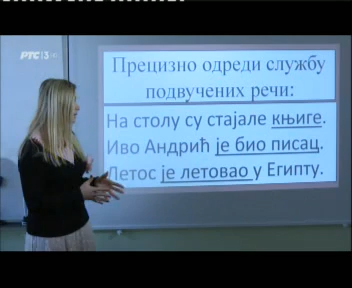 РТС 3
Прецизно одреди службу
подвучених речи:
На столу су стајале књиге.
Иво Андрић је био писац.
Летос је летовао у Египту.